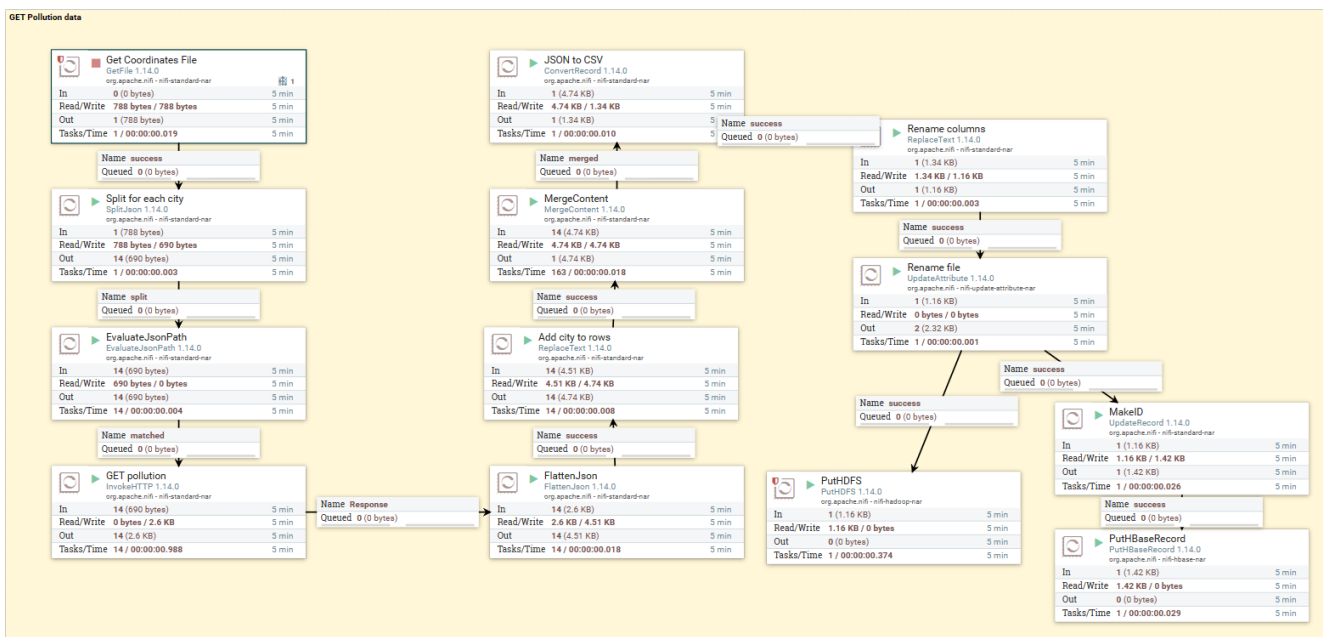 GET Pollution data
Get Coordinates File
GetFile 1.14.0
org.apache.nifi - nifi-standard-nar
1
In 0 (0 bytes) 5 min
Read/Write 788 bytes / 788 bytes 5 min
Out 1 (788 bytes) 5 min
Tasks/Time 1 / 00:00:00.019 5 min
Name success
Queued 0 (0 bytes)
Split for each city
SplitJson 1.14.0
org.apache.nifi - nifi-standard-nar
In 1 (788 bytes) 5 min
Read/Write 788 bytes / 690 bytes 5 min
Out 14 (690 bytes) 5 min
Tasks/Time 1 / 00:00:00.003 5 min
Name split
Queued 0 (0 bytes)
EvaluateJsonPath
EvaluateJsonPath 1.14.0
org.apache.nifi - nifi-standard-nar
In 14 (690 bytes) 5 min
Read/Write 690 bytes / 0 bytes 5 min
Out 14 (690 bytes) 5 min
Tasks/Time 14 / 00:00:00.004 5 min
Name matched
Queued 0 (0 bytes)
GET pollution
InvokeHTTP 1.14.0
org.apache.nifi - nifi-standard-nar
In 14 (690 bytes) 5 min
Read/Write 0 bytes / 2.6 KB 5 min
Out 14 (2.6 KB) 5 min
Tasks/Time 14 / 00:00:00.988 5 min
Name Response
Queued 0 (0 bytes)
FlattenJson
FlattenJson 1.14.0
org.apache.nifi - nifi-standard-nar
In 14 (2.6 KB) 5 min
Read/Write 2.6 KB / 4.51 KB 5 min
Out 14 (4.51 KB) 5 min
Tasks/Time 14 / 00:00:00.018 5 min
Name success
Queued 0 (0 bytes)
Add city to rows
ReplaceText 1.14.0
org.apache.nifi - nifi-standard-nar
In 14 (4.51 KB) 5 min
Read/Write 4.51 KB / 4.74 KB 5 min
Out 14 (4.74 KB) 5 min
Tasks/Time 14 / 00:00:00.008 5 min
Name success
Queued 0 (0 bytes)
MergeContent
MergeContent 1.14.0
org.apache.nifi - nifi-standard-nar
In 14 (4.74 KB) 5 min
Read/Write 4.74 KB / 4.74 KB 5 min
Out 1 (4.74 KB) 5 min
Tasks/Time 163 / 00:00:00.018 5 min
Name merged
Queued 0 (0 bytes)
JSON to CSV
ConvertRecord 1.14.0
org.apache.nifi - nifi-standard-nar
In 1 (4.74 KB) 5 min
Read/Write 4.74 KB / 1.34 KB 5 min
Out 1 (1.34 KB) 5
Tasks/Time 1 / 00:00:00.010 5
Name success
Queued 0 (0 bytes)
Rename columns
ReplaceText 1.14.0
org.apache.nifi - nifi-standard-nar
In 1 (1.34 KB) 5 min
Read/Write 1.34 KB / 1.16 KB 5 min
Out 1 (1.16 KB) 5 min
Tasks/Time 1 / 00:00:00.003 5 min
Name success
Queued 0 (0 bytes)
Rename file
UpdateAttribute 1.14.0
org.apache.nifi - nifi-update-attribute-nar
In 1 (1.16 KB) 5 min
Read/Write 0 bytes / 0 bytes 5 min
Out 2 (2.32 KB) 5 min
Tasks/Time 1 / 00:00:00.001 5 min
Name success
Queued 0 (0 bytes)
PutHDFS
PutHDFS 1.14.0
org.apache.nifi - nifi-hadoop-nar
In 1 (1.16 KB) 5 min
Read/Write 1.16 KB / 0 bytes 5 min
Out 0 (0 bytes) 5 min
Tasks/Time 1 / 00:00:00.374 5 min
Name success
Queued 0 (0 bytes)
MakeID
UpdateRecord 1.14.0
org.apache.nifi - nifi-standard-nar
In 1 (1.16 KB) 5 min
Read/Write 1.16 KB / 1.42 KB 5 min
Out 1 (1.42 KB) 5 min
Tasks/Time 1 / 00:00:00.026 5 min
Name success
Queued 0 (0 bytes)
PutHBaseRecord
PutHBaseRecord 1.14.0
org.apache.nifi - nifi-hbase-nar
In 1 (1.42 KB) 5 min
Read/Write 1.42 KB / 0 bytes 5 min
Out 0 (0 bytes) 5 min
Tasks/Time 1 / 00:00:00.029 5 min